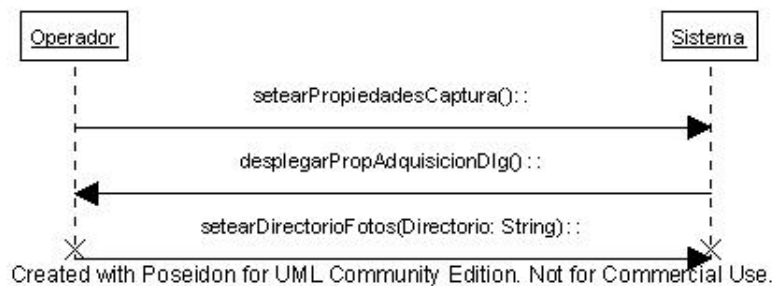 Operador Sistema
setearPropiedadesCaptura()::
desplegarPropAdquisicionDlg()::
setearDirectorioFotos(Directorio: String)::
Created with Poseidon for UML Community Edition. Not for Commercial Use.